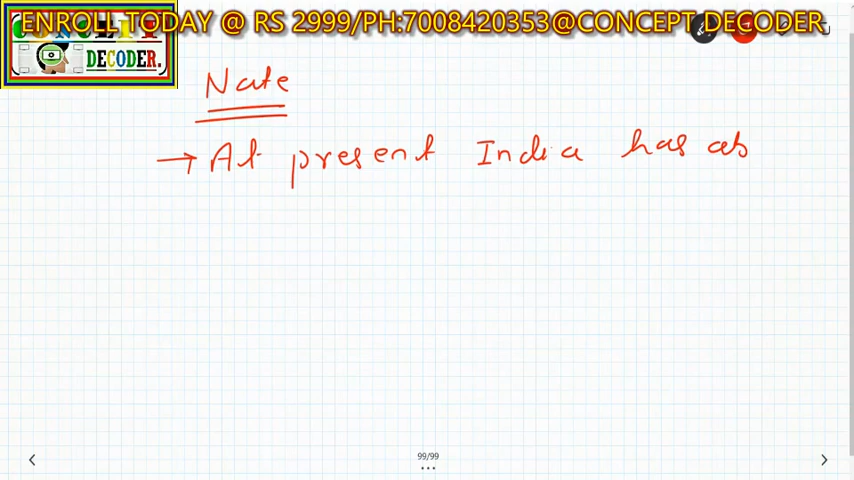 ENROLL TODAY @ RS 2999/PH:7008420353@CONCEPT DECODER
DECODER.
Note
→ At present India has ab
99/99